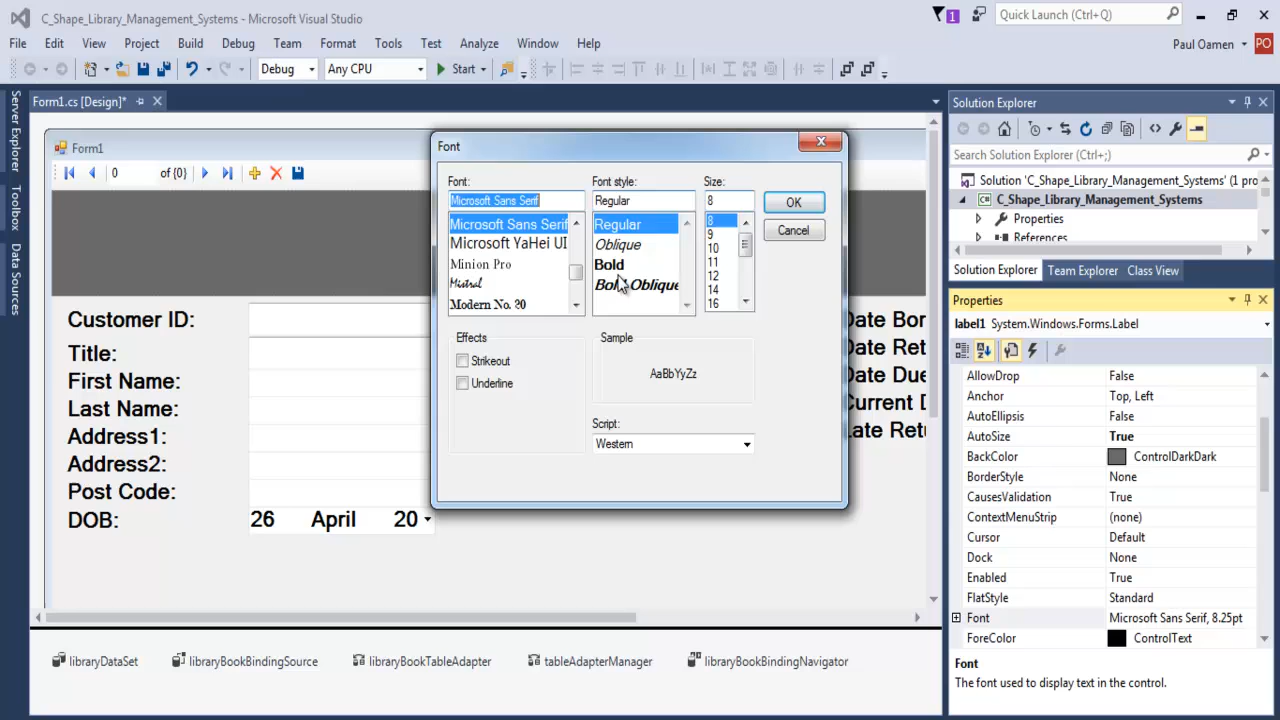 C_Shape_Library_Management_Systems - Microsoft Visual Studio
1
Quick Launch (Ctrl+Q)
File Edit View Project Build Debug Team Format Tools Test Analyze Window Help
Paul Oamen
PO
Debug
Any CPU
Start
Server Explorer
Toolbox
Data Sources
Form1.cs [Design]*
Form1
0 of {0}
Customer ID:
Title:
First Name:
Last Name:
Address1:
Address2:
Post Code:
DOB:
26 April 20
Date Bor
Date Ret
Date Due
Current D
Late Retu
Font
Font:
Microsoft Sans Serif
Microsoft Sans Serif
Microsoft YaHei UI
Minion Pro
Mistral
Modern No. 20
Font style:
Regular
Regular
Oblique
Bold
Bold Oblique
Size:
8
8
9
10
11
12
14
16
OK
Cancel
Effects
Strikeout
Underline
Sample
AaBbYyZz
Script:
Western
libraryDataSet
libraryBookBindingSource
libraryBookTableAdapter
tableAdapterManager
libraryBookBindingNavigator
Solution Explorer
Search Solution Explorer (Ctrl+;)
Solution 'C_Shape_Library_Management_Systems' (1 pro
C# C_Shape_Library_Management_Systems
Properties
References
Solution Explorer Team Explorer Class View
Properties
label1 System.Windows.Forms.Label
AllowDrop False
Anchor Top, Left
AutoEllipsis False
AutoSize True
BackColor ControlDarkDark
BorderStyle None
CausesValidation True
ContextMenuStrip (none)
Cursor Default
Dock None
Enabled True
FlatStyle Standard
Font Microsoft Sans Serif, 8.25pt
ForeColor ControlText
Font
The font used to display text in the control.